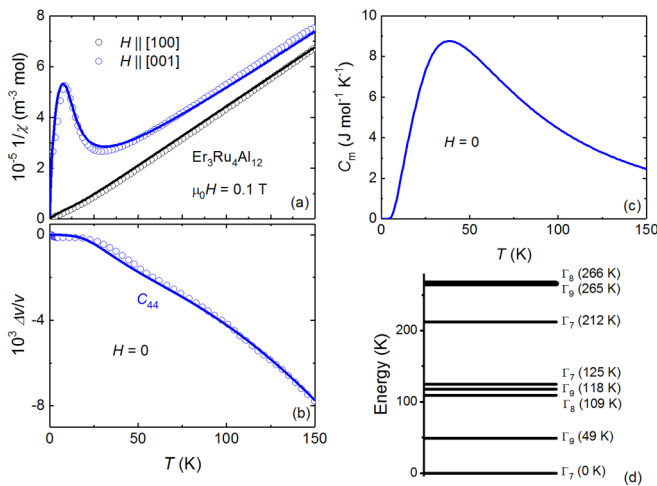 8
6
4
2
0
10⁻⁵ 1/χ (m⁻³ mol)
H || [100]
H || [001]
Er₃Ru₄Al₁₂
μ₀H = 0.1 T
(a)
0
-4
-8
10³ Δv/v
C₄₄
H = 0
(b)
0 50 100 150
T (K)
10
8
6
4
2
0
Cₘ (J mol⁻¹ K⁻¹)
H = 0
(c)
0 50 100 150
T (K)
200
100
0
Energy (K)
Γ₈ (266 K)
Γ₉ (265 K)
Γ₇ (212 K)
Γ₇ (125 K)
Γ₉ (118 K)
Γ₈ (109 K)
Γ₉ (49 K)
Γ₇ (0 K)
(d)